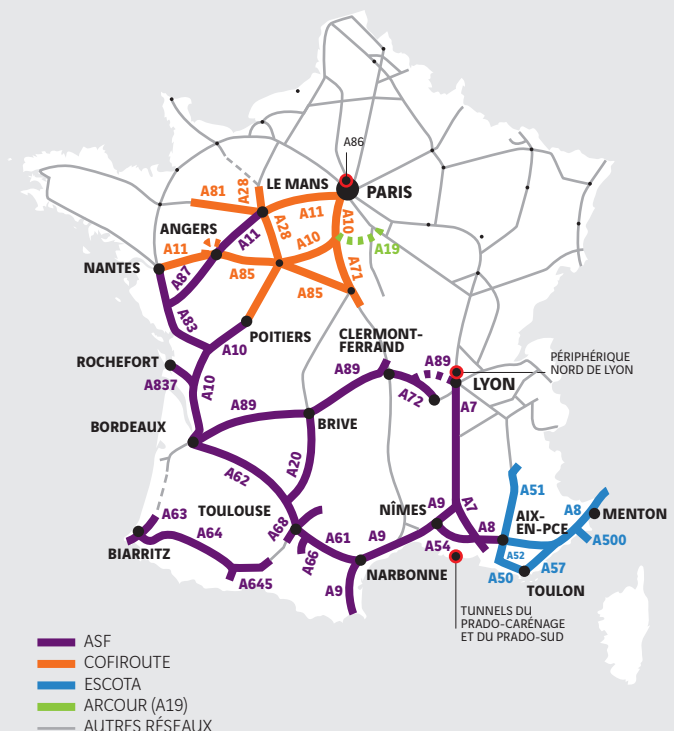 A86
LE MANS
PARIS
A81
A28
A11
A10
ANGERS
A11
A28
A10
A19
A11
A85
A71
NANTES
A87
A85
A83
POITIERS
CLERMONT-
FERRAND
A10
ROCHEFORT
A89
A89
PÉRIPHÉRIQUE
NORD DE LYON
A837
A10
A72
LYON
A7
A89
BRIVE
BORDEAUX
A62
A20
A51
TOULOUSE
NÎMES
A9
A7
AIX-
EN-PCE
A8
MENTON
A63
A68
A8
A64
A61
A9
A54
A500
BIARRITZ
A66
A52
A57
A645
NARBONNE
A50
TOULON
A9
TUNNELS DU
PRADO-CARÉNAGE
ET DU PRADO-SUD
ASF
COFIROUTE
ESCOTA
ARCOUR (A19)
AUTRES RÉSEAUX